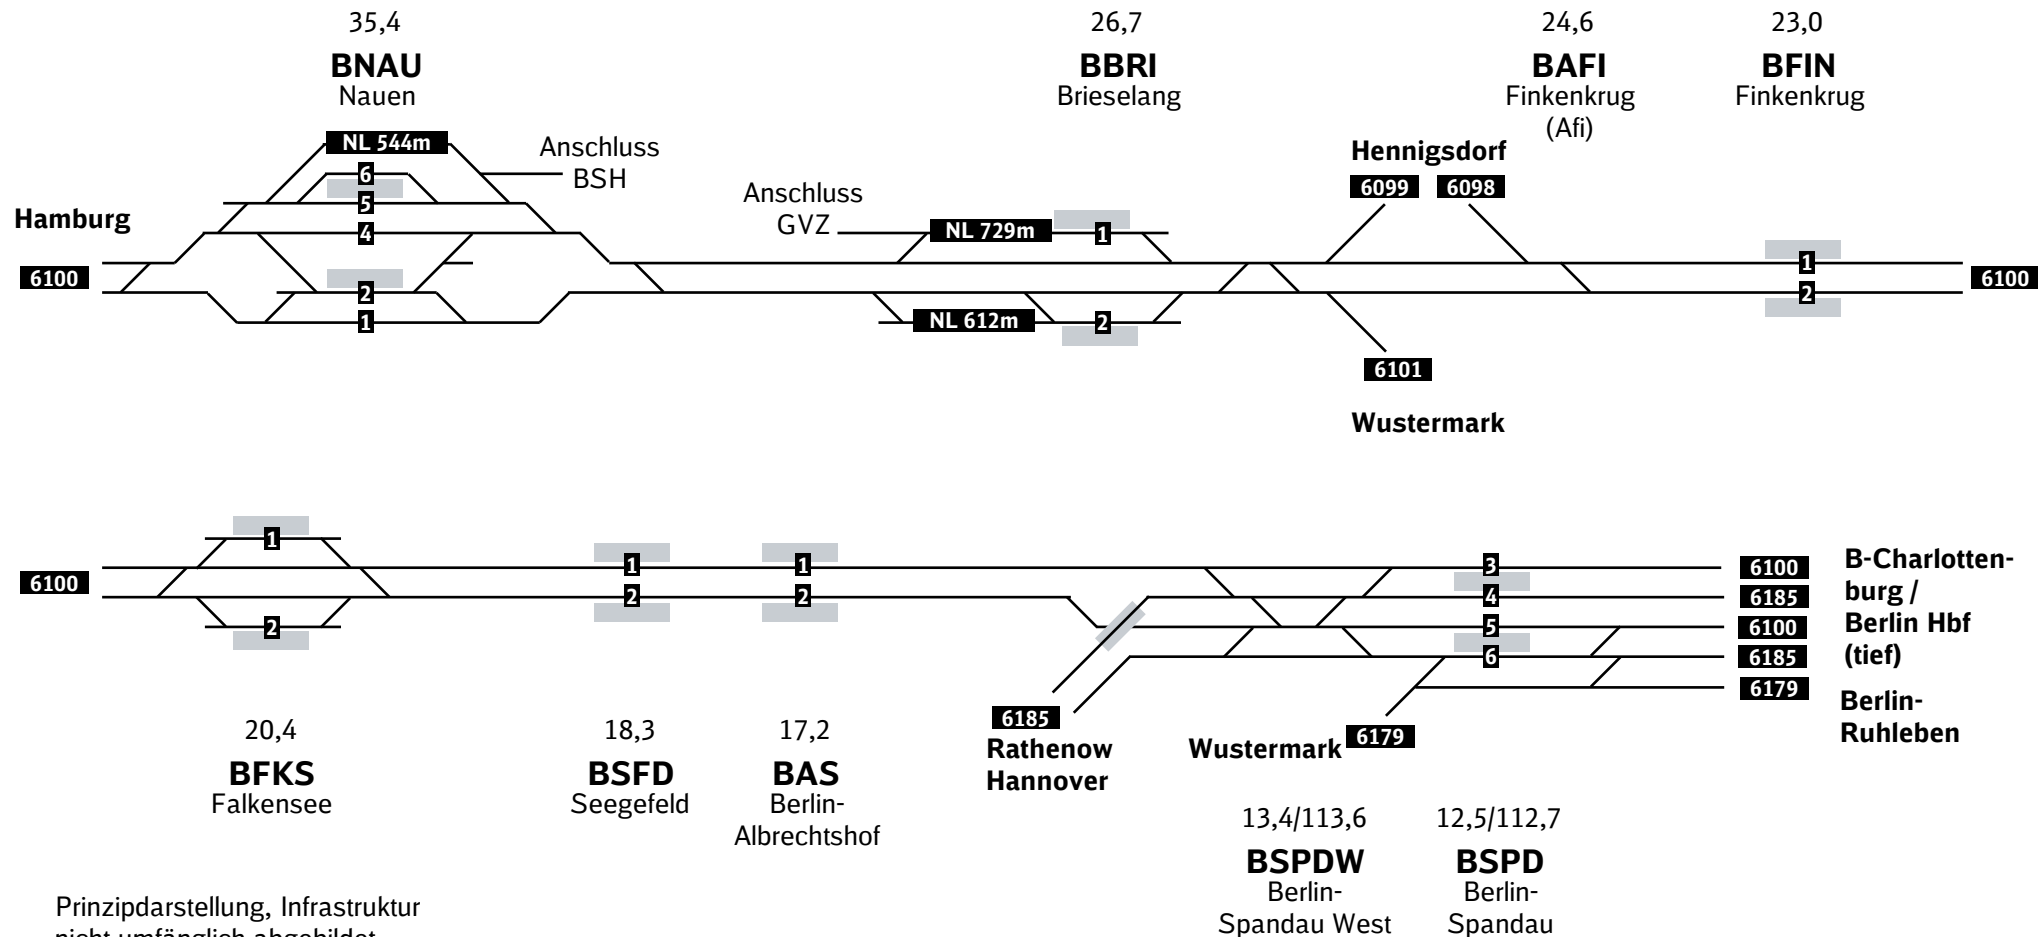 35,4
BNAU
Nauen
26,7
BBRI
Brieselang
24,6
BAFI
Finkenkrug
(Afi)
23,0
BFIN
Finkenkrug
NL 544m
6
5
4
2
1
Anschluss
BSH
Hamburg
6100
Anschluss
GVZ
NL 729m
1
NL 612m
2
Hennigsdorf
6099
6098
6101
Wustermark
1
2
6100
6100
1
2
20,4
BFKS
Falkensee
1
2
18,3
BSFD
Seegefeld
1
2
17,2
BAS
Berlin-
Albrechtshof
6185
Rathenow
Hannover
Wustermark
6179
3
4
5
6
6100
6185
6100
6185
6179
B-Charlotten-
burg /
Berlin Hbf
(tief)
Berlin-
Ruhleben
13,4/113,6
BSPDW
Berlin-
Spandau West
12,5/112,7
BSPD
Berlin-
Spandau
Prinzipdarstellung, Infrastruktur
nicht umfänglich abgebildet